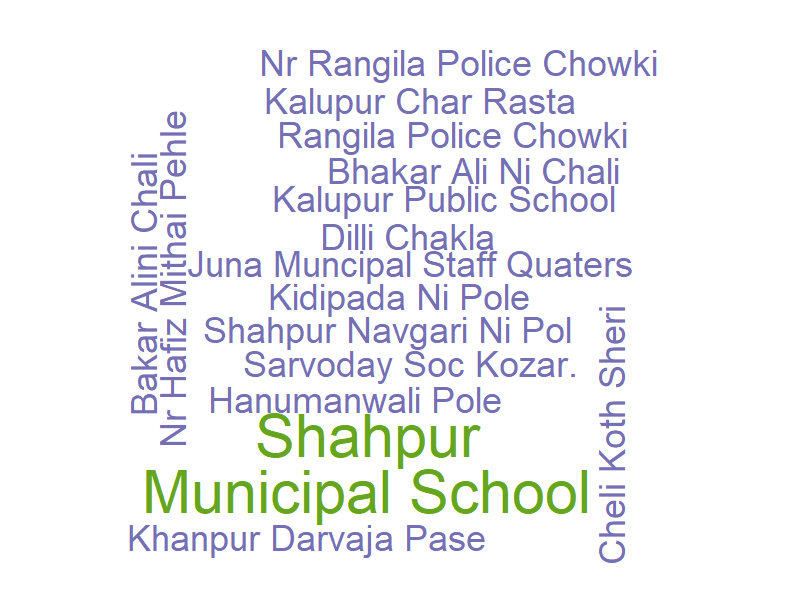 Nr Rangila Police Chowki
Kalupur Char Rasta
Rangila Police Chowki
Bhakar Ali Ni Chali
Kalupur Public School
Dilli Chakla
Juna Muncipal Staff Quaters
Kidipada Ni Pole
Shahpur Navgari Ni Pol
Sarvoday Soc Kozar.
Hanumanwali Pole
Shahpur
Municipal School
Khanpur Darvaja Pase
Bakar Alini Chali
Nr Hafiz Mithai Pehle
Cheli Koth Sheri